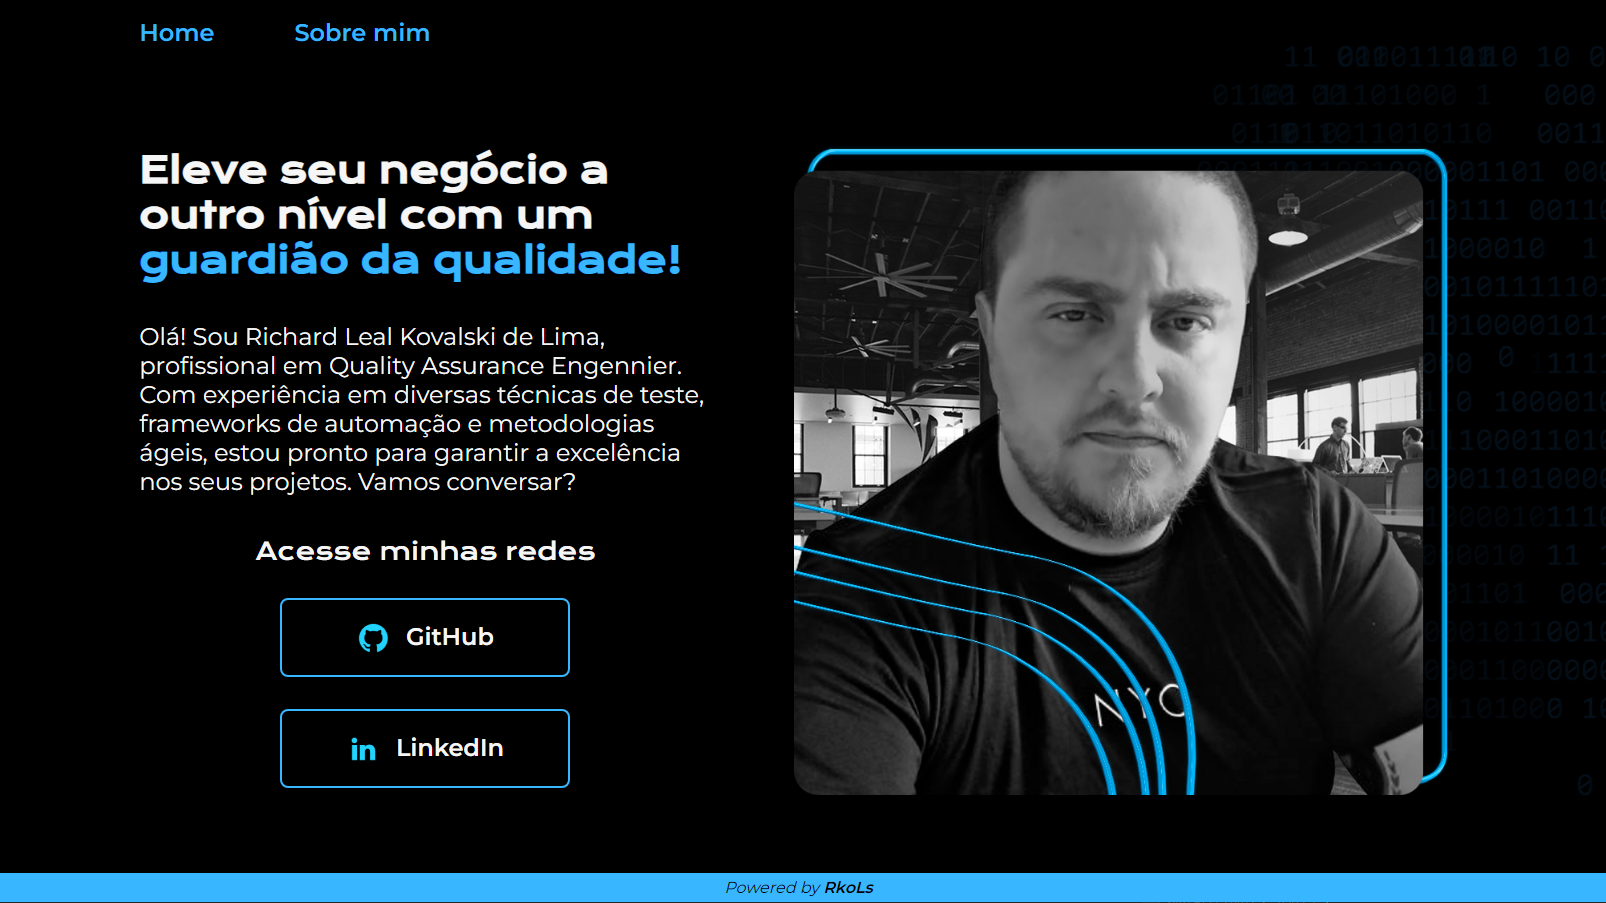 Home
Sobre mim
Eleve seu negócio a
outro nível com um
guardião da qualidade!
Olá! Sou Richard Leal Kovalski de Lima,
profissional em Quality Assurance Engennier.
Com experiência em diversas técnicas de teste,
frameworks de automação e metodologias
ágeis, estou pronto para garantir a excelência
nos seus projetos. Vamos conversar?
Acesse minhas redes
GitHub
LinkedIn
NYC
Powered by RkoLs